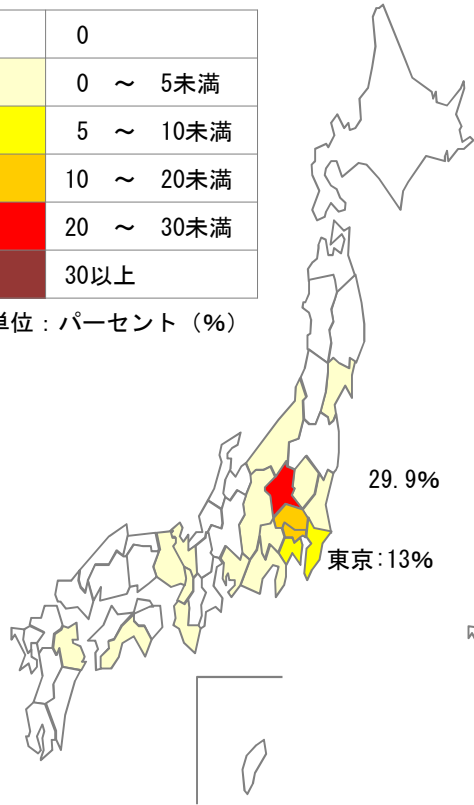 0
0 ～ 5未満
5 ～ 10未満
10 ～ 20未満
20 ～ 30未満
30以上
単位：パーセント（%）
29.9%
東京:13%